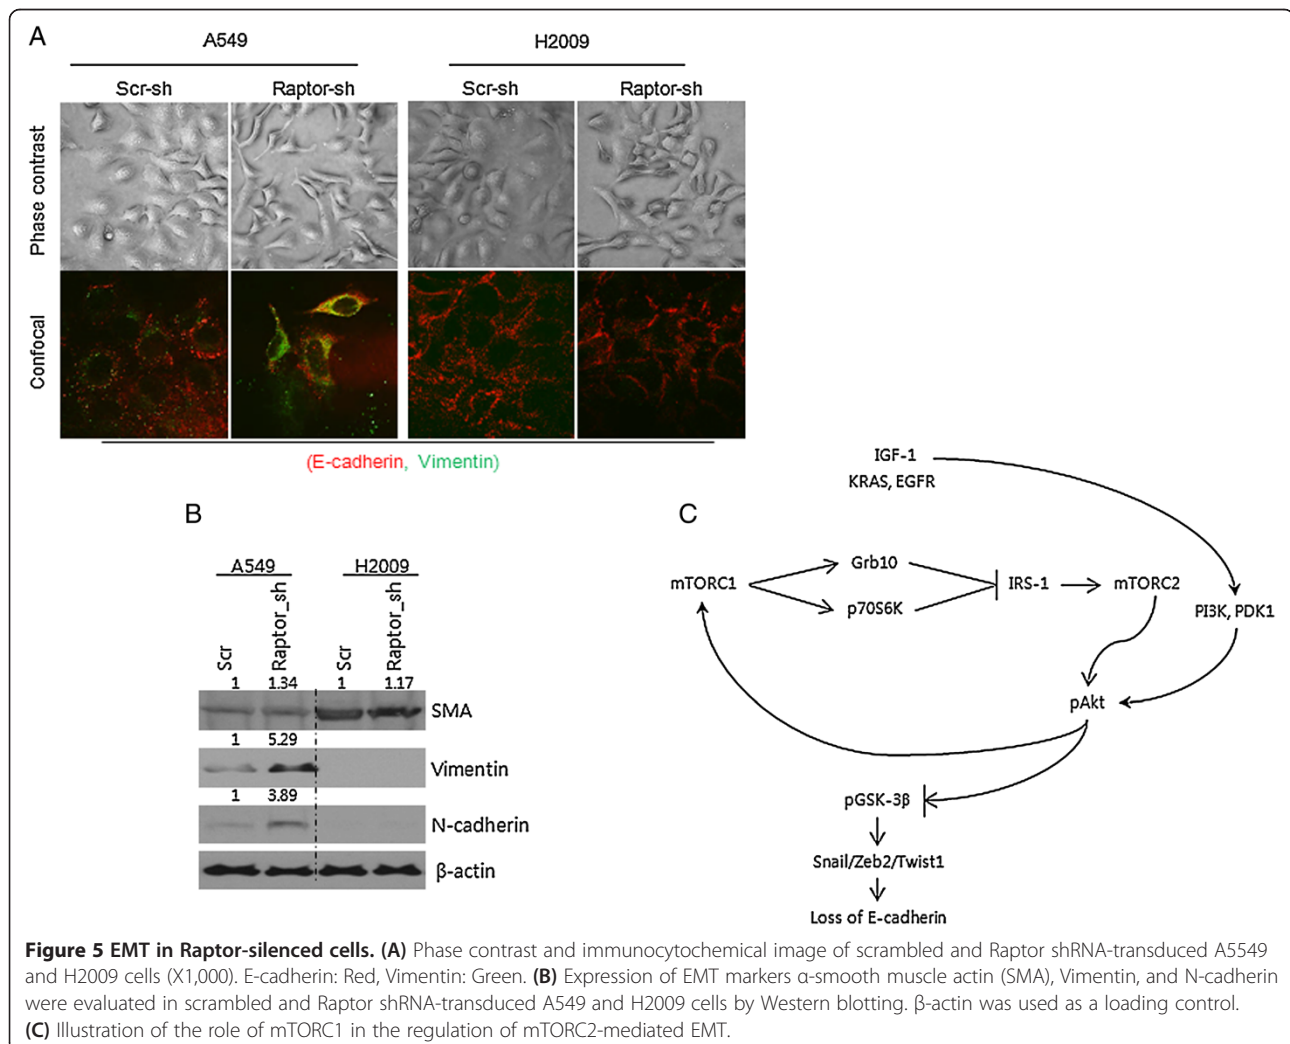 A
A549
H2009
Scr-sh
Raptor-sh
Scr-sh
Raptor-sh
Phase contrast
Confocal
(E-cadherin, Vimentin)
B
A549
H2009
Scr
Raptor_sh
Scr
Raptor_sh
1 1.34 1 1.17
SMA
1 5.29
Vimentin
1 3.89
N-cadherin
β-actin
C
IGF-1
KRAS, EGFR
mTORC1
Grb10
p70S6K
IRS-1
mTORC2
PI3K, PDK1
pAkt
pGSK-3β
Snail/Zeb2/Twist1
Loss of E-cadherin
Figure 5 EMT in Raptor-silenced cells. (A) Phase contrast and immunocytochemical image of scrambled and Raptor shRNA-transduced A5549
and H2009 cells (X1,000). E-cadherin: Red, Vimentin: Green. (B) Expression of EMT markers α-smooth muscle actin (SMA), Vimentin, and N-cadherin
were evaluated in scrambled and Raptor shRNA-transduced A549 and H2009 cells by Western blotting. β-actin was used as a loading control.
(C) Illustration of the role of mTORC1 in the regulation of mTORC2-mediated EMT.